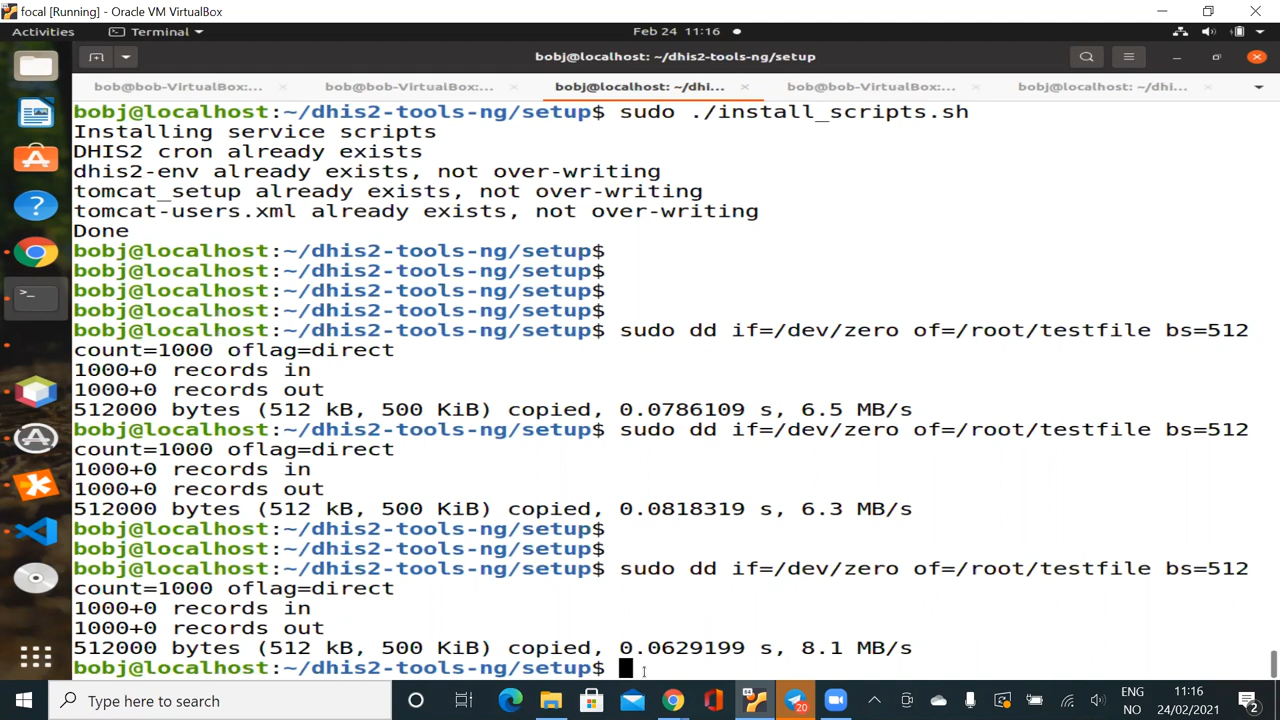 focal [Running] - Oracle VM VirtualBox
Activities
Terminal
Feb 24 11:16
bobj@localhost: ~/dhis2-tools-ng/setup
bob@bob-VirtualBox:...
bob@bob-VirtualBox:...
bobj@localhost: ~/dhi...
bob@bob-VirtualBox:...
bobj@localhost: ~/dhi...
bobj@localhost:~/dhis2-tools-ng/setup$ sudo ./install_scripts.sh
Installing service scripts
DHIS2 cron already exists
dhis2-env already exists, not over-writing
tomcat_setup already exists, not over-writing
tomcat-users.xml already exists, not over-writing
Done
bobj@localhost:~/dhis2-tools-ng/setup$
bobj@localhost:~/dhis2-tools-ng/setup$
bobj@localhost:~/dhis2-tools-ng/setup$
bobj@localhost:~/dhis2-tools-ng/setup$
bobj@localhost:~/dhis2-tools-ng/setup$ sudo dd if=/dev/zero of=/root/testfile bs=512
count=1000 oflag=direct
1000+0 records in
1000+0 records out
512000 bytes (512 kB, 500 KiB) copied, 0.0786109 s, 6.5 MB/s
bobj@localhost:~/dhis2-tools-ng/setup$ sudo dd if=/dev/zero of=/root/testfile bs=512
count=1000 oflag=direct
1000+0 records in
1000+0 records out
512000 bytes (512 kB, 500 KiB) copied, 0.0818319 s, 6.3 MB/s
bobj@localhost:~/dhis2-tools-ng/setup$
bobj@localhost:~/dhis2-tools-ng/setup$
bobj@localhost:~/dhis2-tools-ng/setup$ sudo dd if=/dev/zero of=/root/testfile bs=512
count=1000 oflag=direct
1000+0 records in
1000+0 records out
512000 bytes (512 kB, 500 KiB) copied, 0.0629199 s, 8.1 MB/s
bobj@localhost:~/dhis2-tools-ng/setup$
Type here to search
20
ENG
NO
11:16
24/02/2021
2